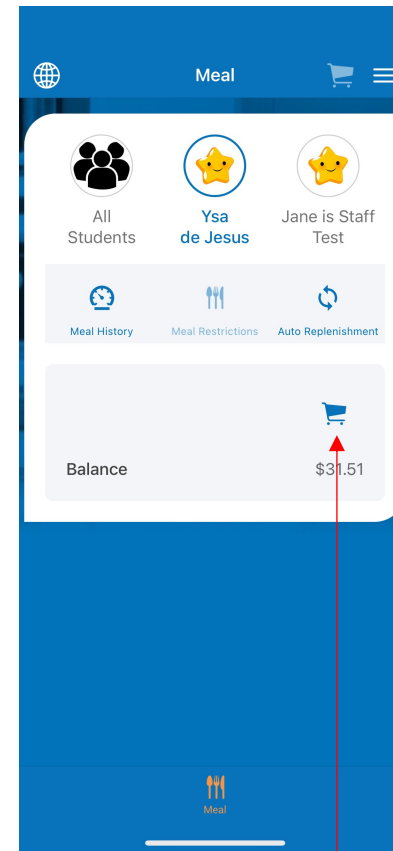 Meal
All
Students
Ysa
de Jesus
Jane is Staff
Test
Meal History
Meal Restrictions
Auto Replenishment
Balance
$31.51
Meal